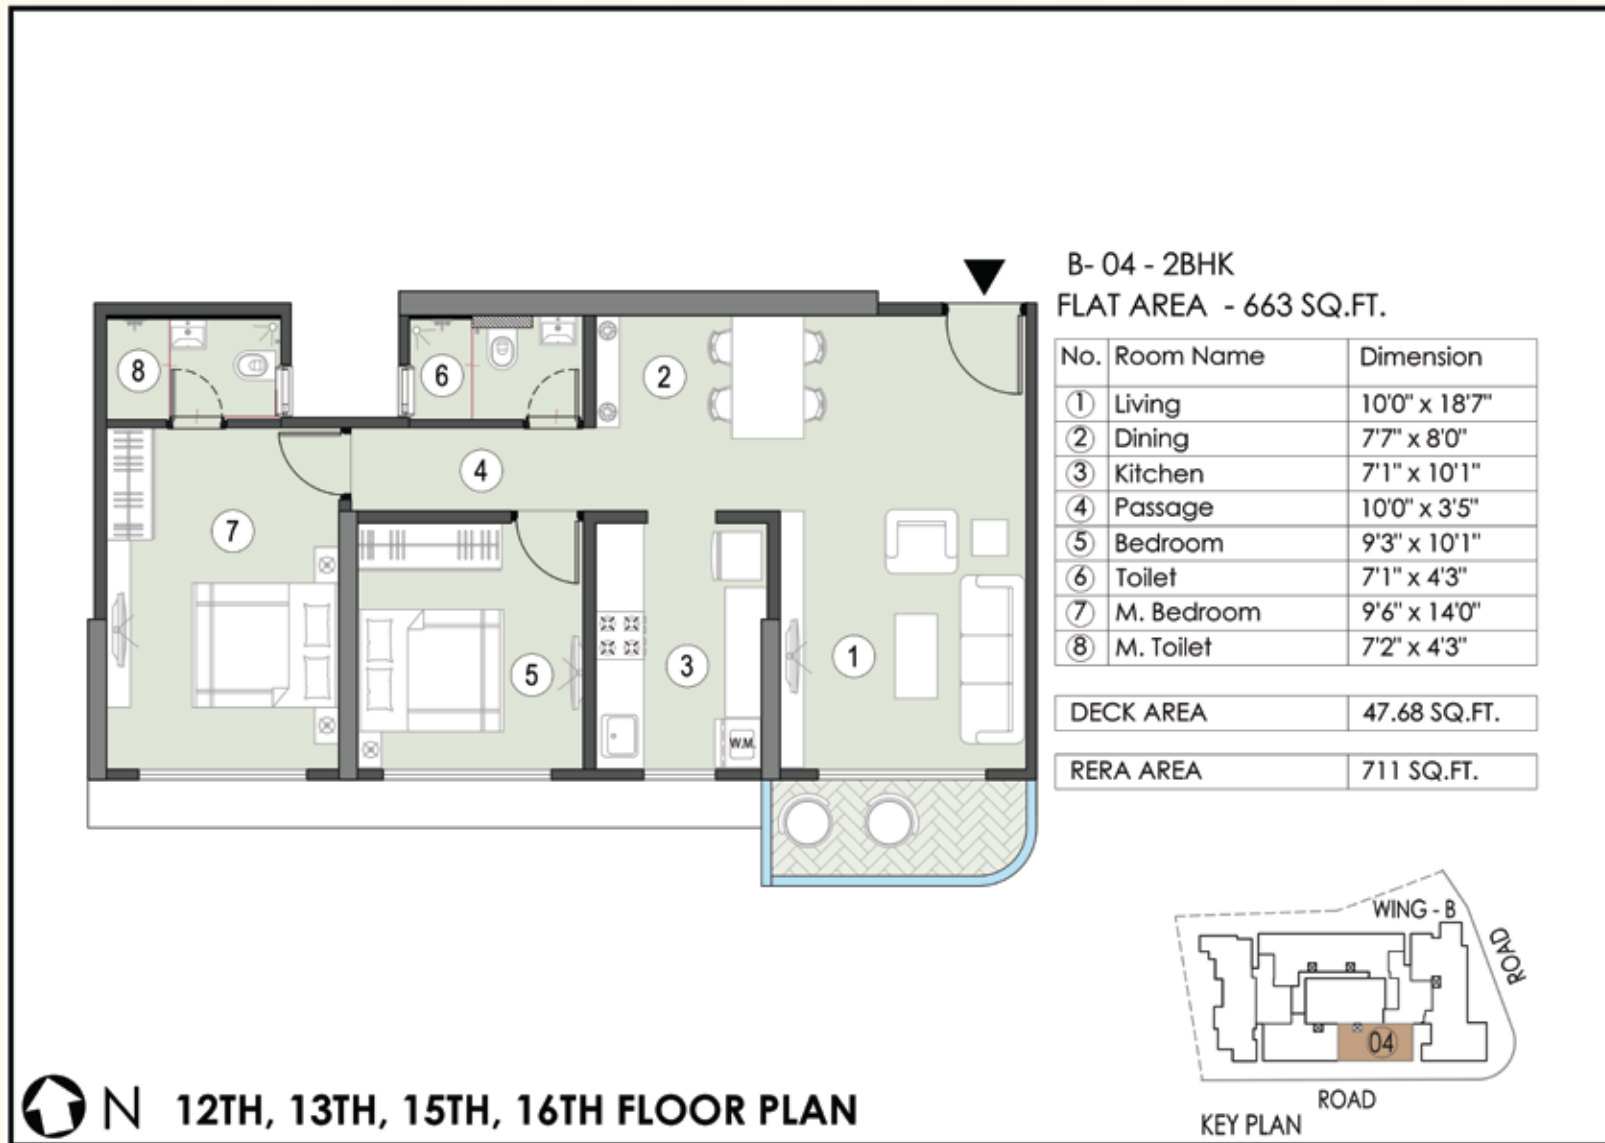 B- 04 - 2BHK
FLAT AREA - 663 SQ.FT.
No. Room Name Dimension
1 Living 10'0" x 18'7"
2 Dining 7'7" x 8'0"
3 Kitchen 7'1" x 10'1"
4 Passage 10'0" x 3'5"
5 Bedroom 9'3" x 10'1"
6 Toilet 7'1" x 4'3"
7 M. Bedroom 9'6" x 14'0"
8 M. Toilet 7'2" x 4'3"
DECK AREA 47.68 SQ.FT.
RERA AREA 711 SQ.FT.
8
6
2
4
7
5
3
1
W.M.
WING - B
ROAD
04
ROAD
KEY PLAN
N 12TH, 13TH, 15TH, 16TH FLOOR PLAN